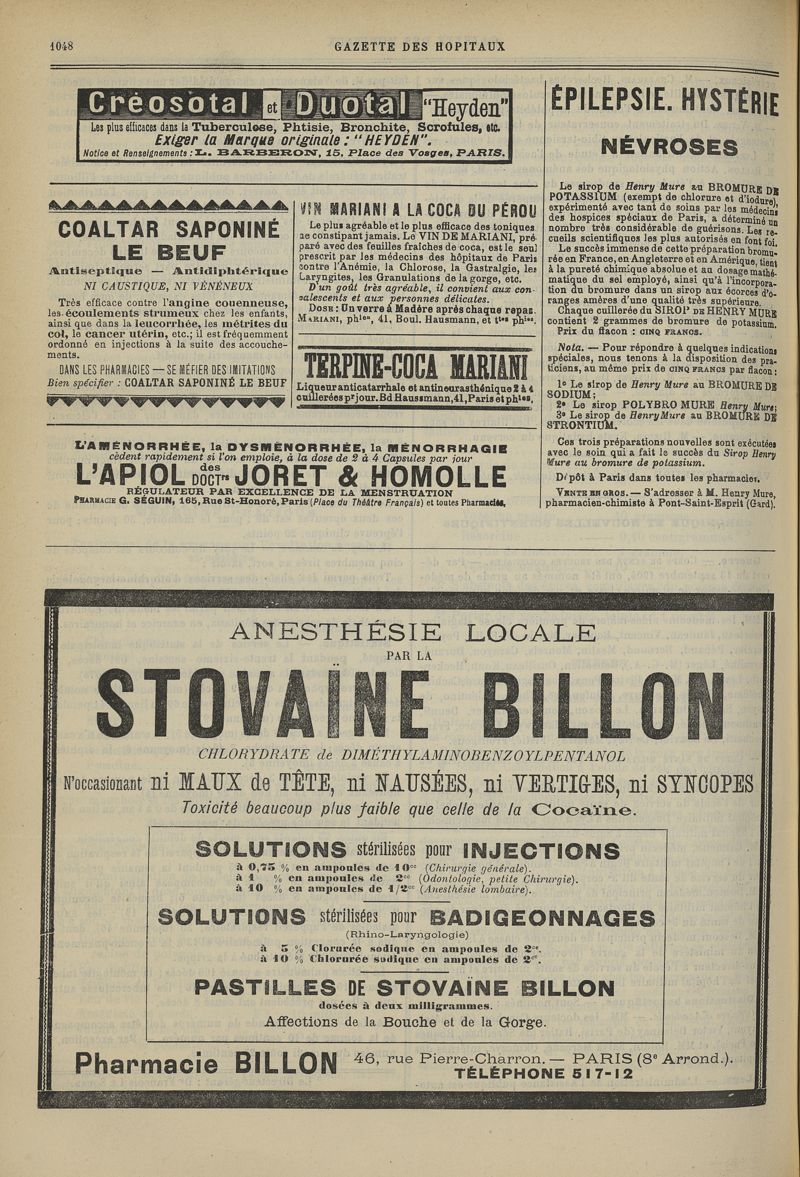 1048
GAZETTE DES HOPITAUX
Créosotal et Duotal "Heyden"
Les plus éfficaces dans la Tuberculose, Phtisie, Bronchite, Scrofules, etc.
Exiger la Marque originale : "HEYDEN".
Notice et Renseignements : L. BARBERON, 15, Place des Vosges, PARIS.
COALTAR SAPONINÉ
LE BEUF
Antiseptique — Antidiphtérique
NI CAUSTIQUE, NI VÉNÉNEUX
Très efficace contre l'angine couenneuse,
les écoulements strumeux chez les enfants,
ainsi que dans la leucorrhée, les métrites du
col, le cancer utérin, etc.; il est fréquemment
ordonné en injections à la suite des accouche-
ments.
DANS LES PHARMACIES — SE MÉFIER DES IMITATIONS
Bien spécifier : COALTAR SAPONINÉ LE BEUF
VIN MARIANI A LA COCA DU PÉROU
Le plus agréable et le plus efficace des toniques
ne constipant jamais. Le VIN DE MARIANI, pré
paré avec des feuilles fraîches de coca, est le seul
prescrit par les médecins des hôpitaux de Paris
contre l'Anémie, la Chlorose, la Gastralgie, les
Laryngites, les Granulations de la gorge, etc.
D'un goût très agréable, il convient aux con-
valescents et aux personnes délicates.
DOSE : Un verre à Madère après chaque repas.
MARIANI, phien, 41, Boul. Hausmann, et ttes phies.
TERPINE-COCA MARIANI
Liqueur anticatarrhale et antineurasthénique 2 à 4
cuillerées pr jour. Bd Haussmann, 41, Paris et phies.
L'AMÉNORRHÉE, la DYSMÉNORRHÉE, la MÉNORRHAGIE
cèdent rapidement si l'on emploie, à la dose de 2 à 4 Capsules par jour
L'APIOL des DOCTrs JORET & HOMOLLE
RÉGULATEUR PAR EXCELLENCE DE LA MENSTRUATION
PHARMACIE G. SÉGUIN, 165, Rue St-Honoré, Paris (Place du Théâtre Français) et toutes Pharmacies.
ÉPILEPSIE. HYSTÉRIE
NÉVROSES
Le sirop de Henry Mure au BROMURE DE
POTASSIUM (exempt de chlorure et d'iodure),
expérimenté avec tant de soins par les médecins
des hospices spéciaux de Paris, a déterminé un
nombre très considérable de guérisons. Les re-
cueils scientifiques les plus autorisés en font foi.
Le succès immense de cette préparation bromu-
rée en France, en Angleterre et en Amérique, tient
à la pureté chimique absolue et au dosage mathé-
matique du sel employé, ainsi qu'à l'incorpora-
tion du bromure dans un sirop aux écorces d'o-
ranges amères d'une qualité très supérieure.
Chaque cuillerée du SIROP DE HENRY MURE
contient 2 grammes de bromure de potassium.
Prix du flacon : CINQ FRANCS.
Nota. — Pour répondre à quelques indications
spéciales, nous tenons à la disposition des pra-
ticiens, au même prix de CINQ FRANCS par flacon :
1° Le sirop de Henry Mure au BROMURE DE
SODIUM;
2° Le sirop POLYBRO MURE Henry Mure;
3° Le sirop de Henry Mure au BROMURE DE
STRONTIUM.
Ces trois préparations nouvelles sont exécutées
avec le soin qui a fait le succès du Sirop Henry
Mure au bromure de potassium.
Dépôt à Paris dans toutes les pharmacies.
VENTE EN GROS. — S'adresser à M. Henry Mure,
pharmacien-chimiste à Pont-Saint-Esprit (Gard).
ANESTHÉSIE LOCALE
PAR LA
STOVAÏNE BILLON
CHLORYDRATE de DIMÉTHYLAMINOBENZOYLPENTANOL
N'occasionant ni MAUX de TÊTE, ni NAUSÉES, ni VERTIGES, ni SYNCOPES
Toxicité beaucoup plus faible que celle de la Cocaïne.
SOLUTIONS stérilisées pour INJECTIONS
à 0,75 % en ampoules de 10cc (Chirurgie générale).
à 1 % en ampoules de 2cc (Odontologie, petite Chirurgie).
à 10 % en ampoules de 1/2cc (Anesthésie lombaire).
SOLUTIONS stérilisées pour BADIGEONNAGES
(Rhino-Laryngologie)
à 5 % Clorurée sodique en ampoules de 2cc.
à 10 % Chlorurée sodique en ampoules de 2cc.
PASTILLES DE STOVAÏNE BILLON
dosées à deux milligrammes.
Affections de la Bouche et de la Gorge.
Pharmacie BILLON 46, rue Pierre-Charron. — PARIS (8e Arrond.).
TÉLÉPHONE 517-12